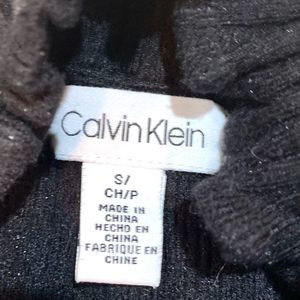 Calvin Klein
S/
CH/P
MADE IN
CHINA
HECHO EN
CHINA
FABRIQUE EN
CHINE